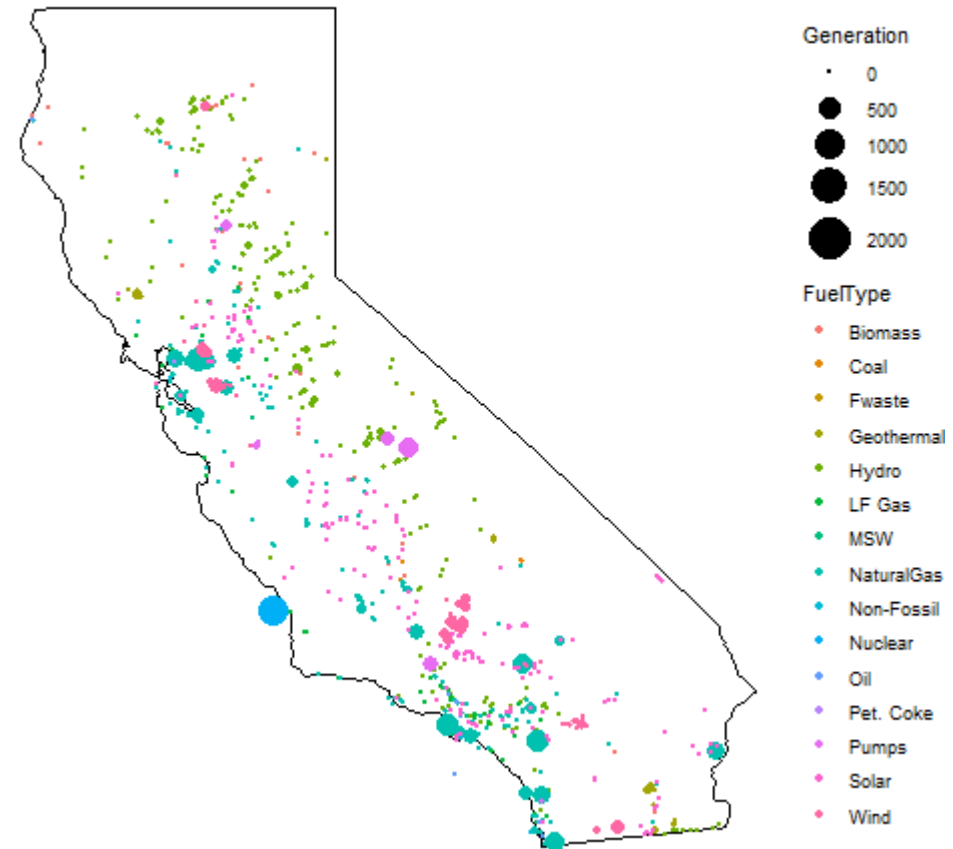 Generation
0
500
1000
1500
2000
FuelType
Biomass
Coal
Fwaste
Geothermal
Hydro
LF Gas
MSW
NaturalGas
Non-Fossil
Nuclear
Oil
Pet. Coke
Pumps
Solar
Wind